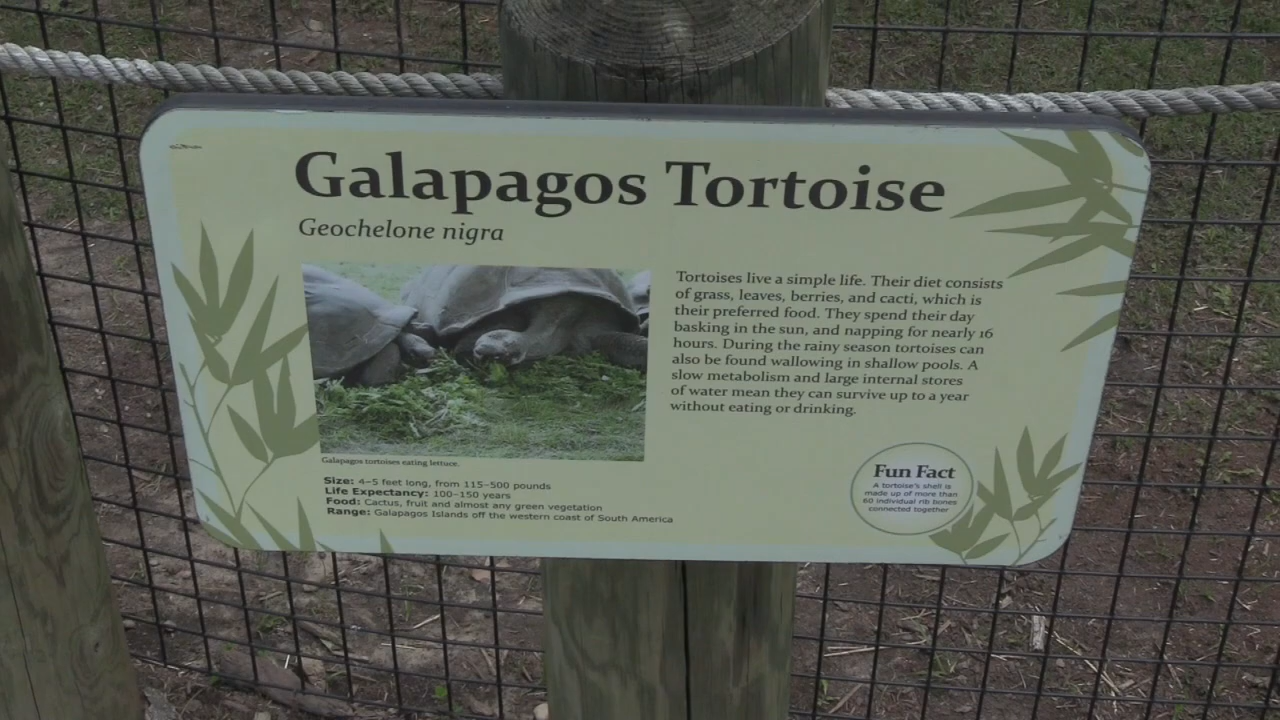 Galapagos Tortoise
Geochelone nigra
Tortoises live a simple life. Their diet consists
of grass, leaves, berries, and cacti, which is
their preferred food. They spend their day
basking in the sun, and napping for nearly 16
hours. During the rainy season tortoises can
also be found wallowing in shallow pools. A
slow metabolism and large internal stores
of water mean they can survive up to a year
without eating or drinking.
Galapagos tortoises eating lettuce.
Size: 4–5 feet long, from 115–500 pounds
Life Expectancy: 100–150 years
Food: Cactus, fruit and almost any green vegetation
Range: Galapagos Islands off the western coast of South America
Fun Fact
A tortoise's shell is
made up of more than
60 individual rib bones
connected together